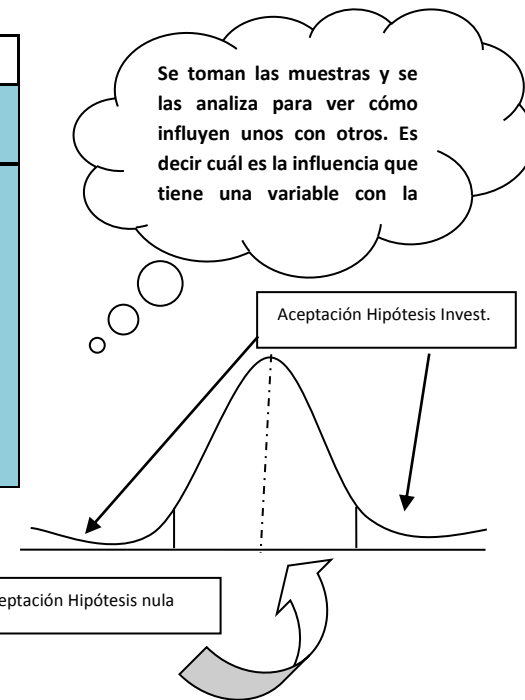 Se toman las muestras y se
las analiza para ver cómo
influyen unos con otros. Es
decir cuál es la influencia que
tiene una variable con la
Aceptación Hipótesis Invest.
eptación Hipótesis nula